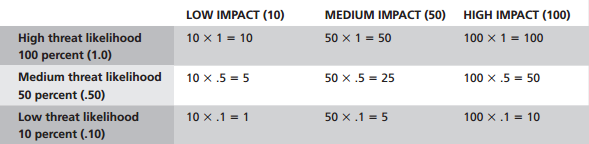 LOW IMPACT (10) MEDIUM IMPACT (50) HIGH IMPACT (100)
High threat likelihood 10 × 1 = 10 50 × 1 = 50 100 × 1 = 100
100 percent (1.0)
Medium threat likelihood 10 × .5 = 5 50 × .5 = 25 100 × .5 = 50
50 percent (.50)
Low threat likelihood 10 × .1 = 1 50 × .1 = 5 100 × .1 = 10
10 percent (.10)